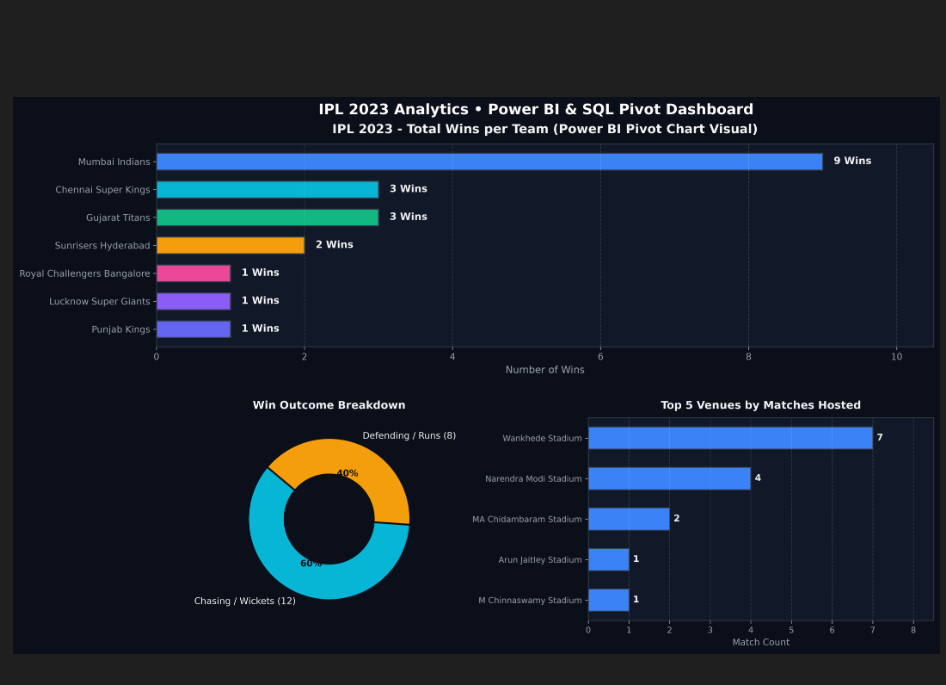 IPL 2023 Analytics • Power BI & SQL Pivot Dashboard
IPL 2023 - Total Wins per Team (Power BI Pivot Chart Visual)
Mumbai Indians 9 Wins
Chennai Super Kings 3 Wins
Gujarat Titans 3 Wins
Sunrisers Hyderabad 2 Wins
Royal Challengers Bangalore 1 Wins
Lucknow Super Giants 1 Wins
Punjab Kings 1 Wins
0 2 4 6 8 10
Number of Wins
Win Outcome Breakdown
Defending / Runs (8)
40%
60%
Chasing / Wickets (12)
Top 5 Venues by Matches Hosted
Wankhede Stadium 7
Narendra Modi Stadium 4
MA Chidambaram Stadium 2
Arun Jaitley Stadium 1
M Chinnaswamy Stadium 1
0 1 2 3 4 5 6 7 8
Match Count